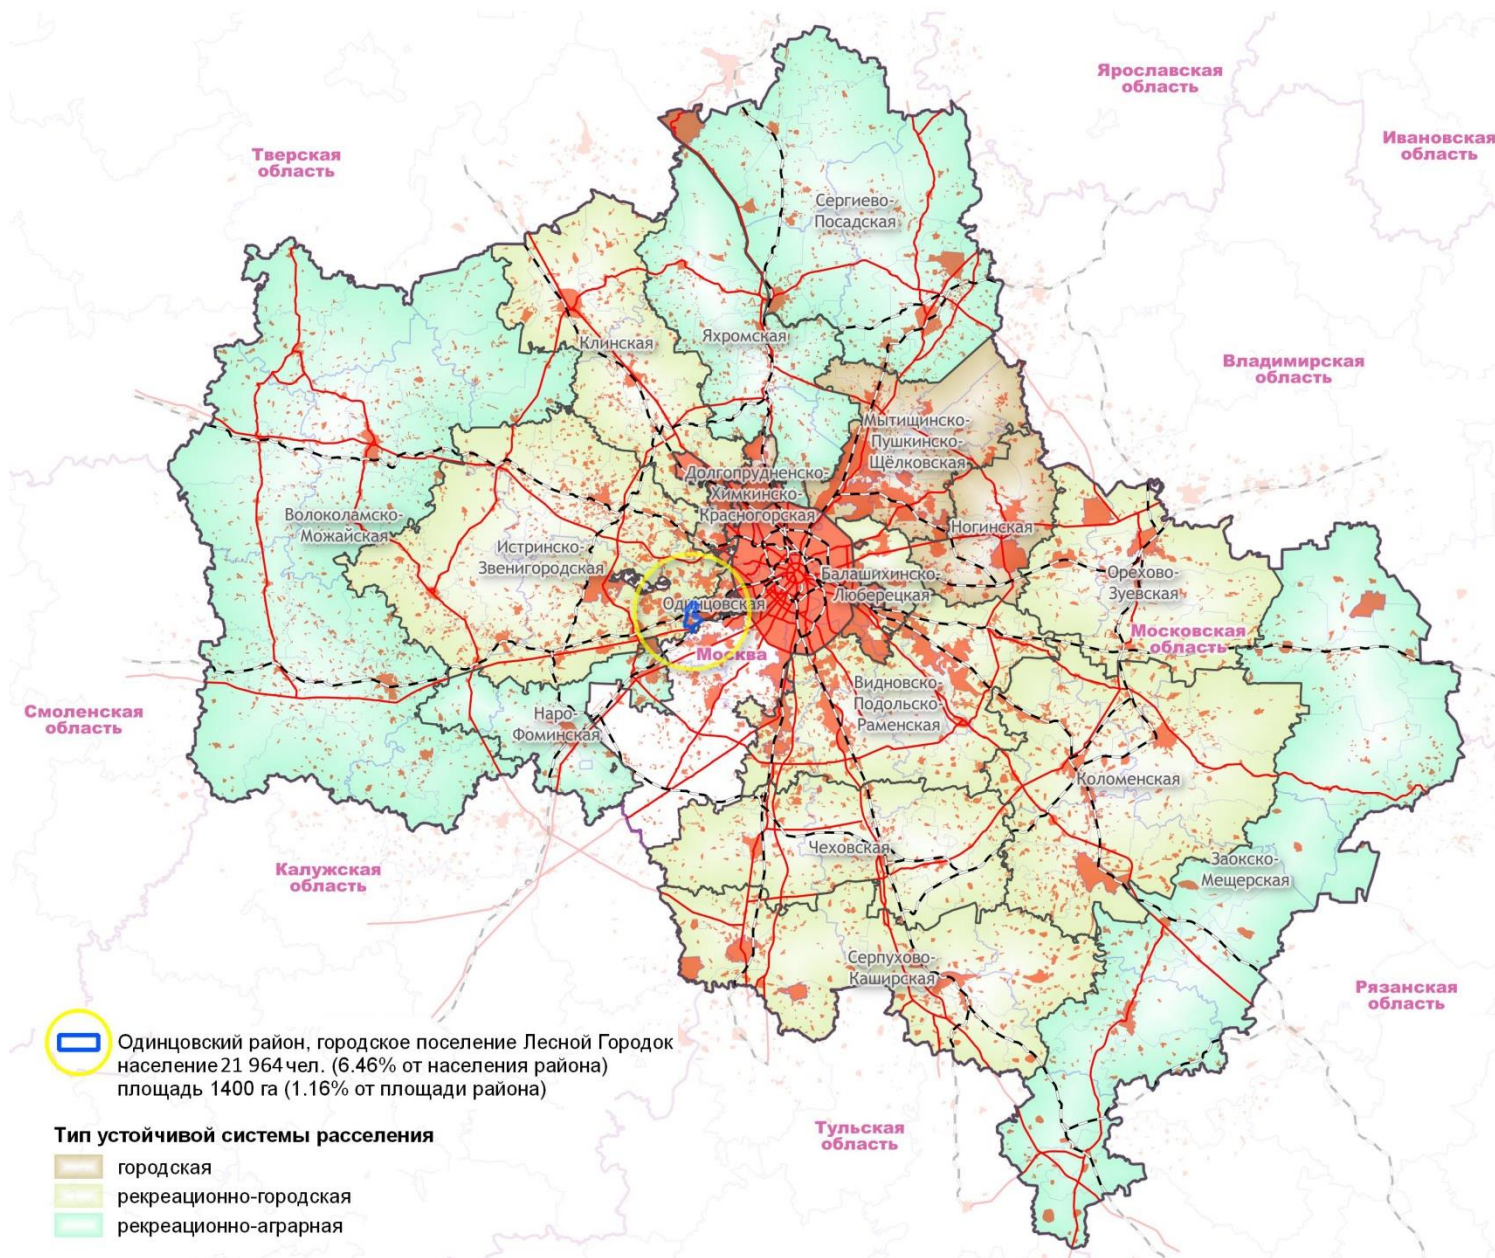 Ярославская
область
Ивановская
область
Тверская
область
Сергиево-
Посадская
Клинская
Яхромская
Владимирская
область
Мытищинско-
Пушкинско-
Щёлковская
Долгопрудненско-
Химкинско-
Красногорская
Волоколамско-
Можайская
Ногинская
Истринско-
Звенигородская
Балашихинско-
Люберецкая
Орехово-
Зуевская
Одинцовская
Московская
область
Москва
Смоленская
область
Наро-
Фоминская
Видновско-
Подольско-
Раменская
Коломенская
Чеховская
Калужская
область
Заокско-
Мещерская
Серпухово-
Каширская
Рязанская
область
Тульская
область
Одинцовский район, городское поселение Лесной Городок
население 21 964 чел. (6.46% от населения района)
площадь 1400 га (1.16% от площади района)
Тип устойчивой системы расселения
городская
рекреационно-городская
рекреационно-аграрная